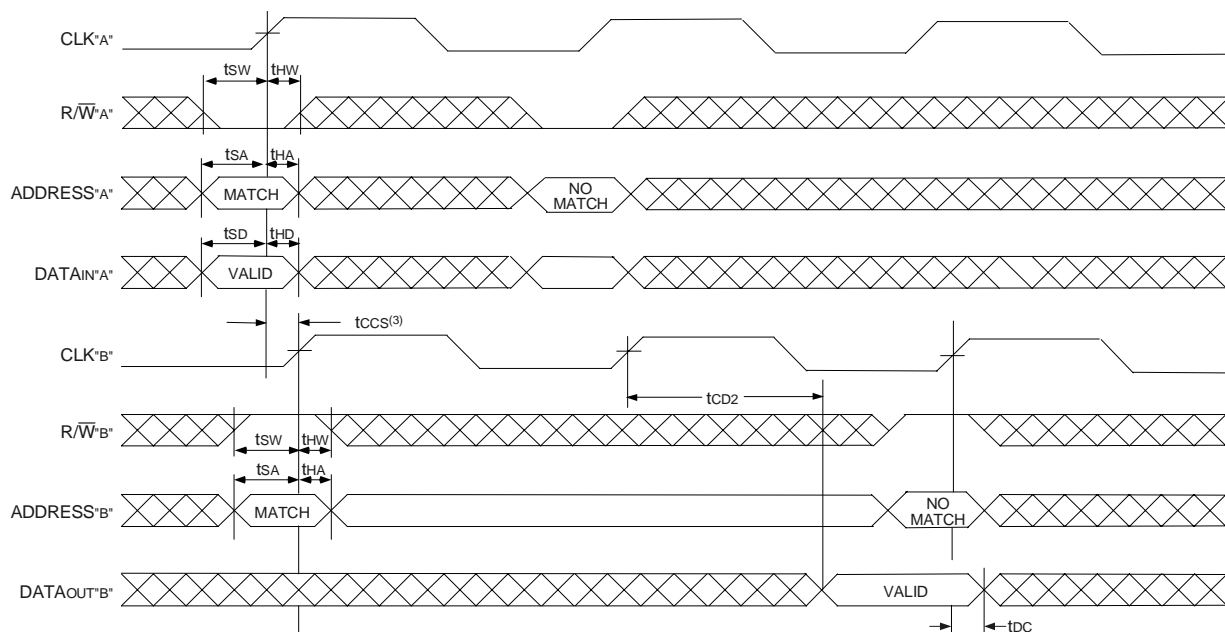 CLK"A"
tSW tHW
R/W̅"A"
tSA tHA
ADDRESS"A" MATCH NO MATCH
tSD tHD
DATAIN"A" VALID
tCCS(3)
CLK"B"
tCD2
R/W̅"B"
tSW tHW
tSA tHA
ADDRESS"B" MATCH NO MATCH
DATAOUT"B" VALID
tDC